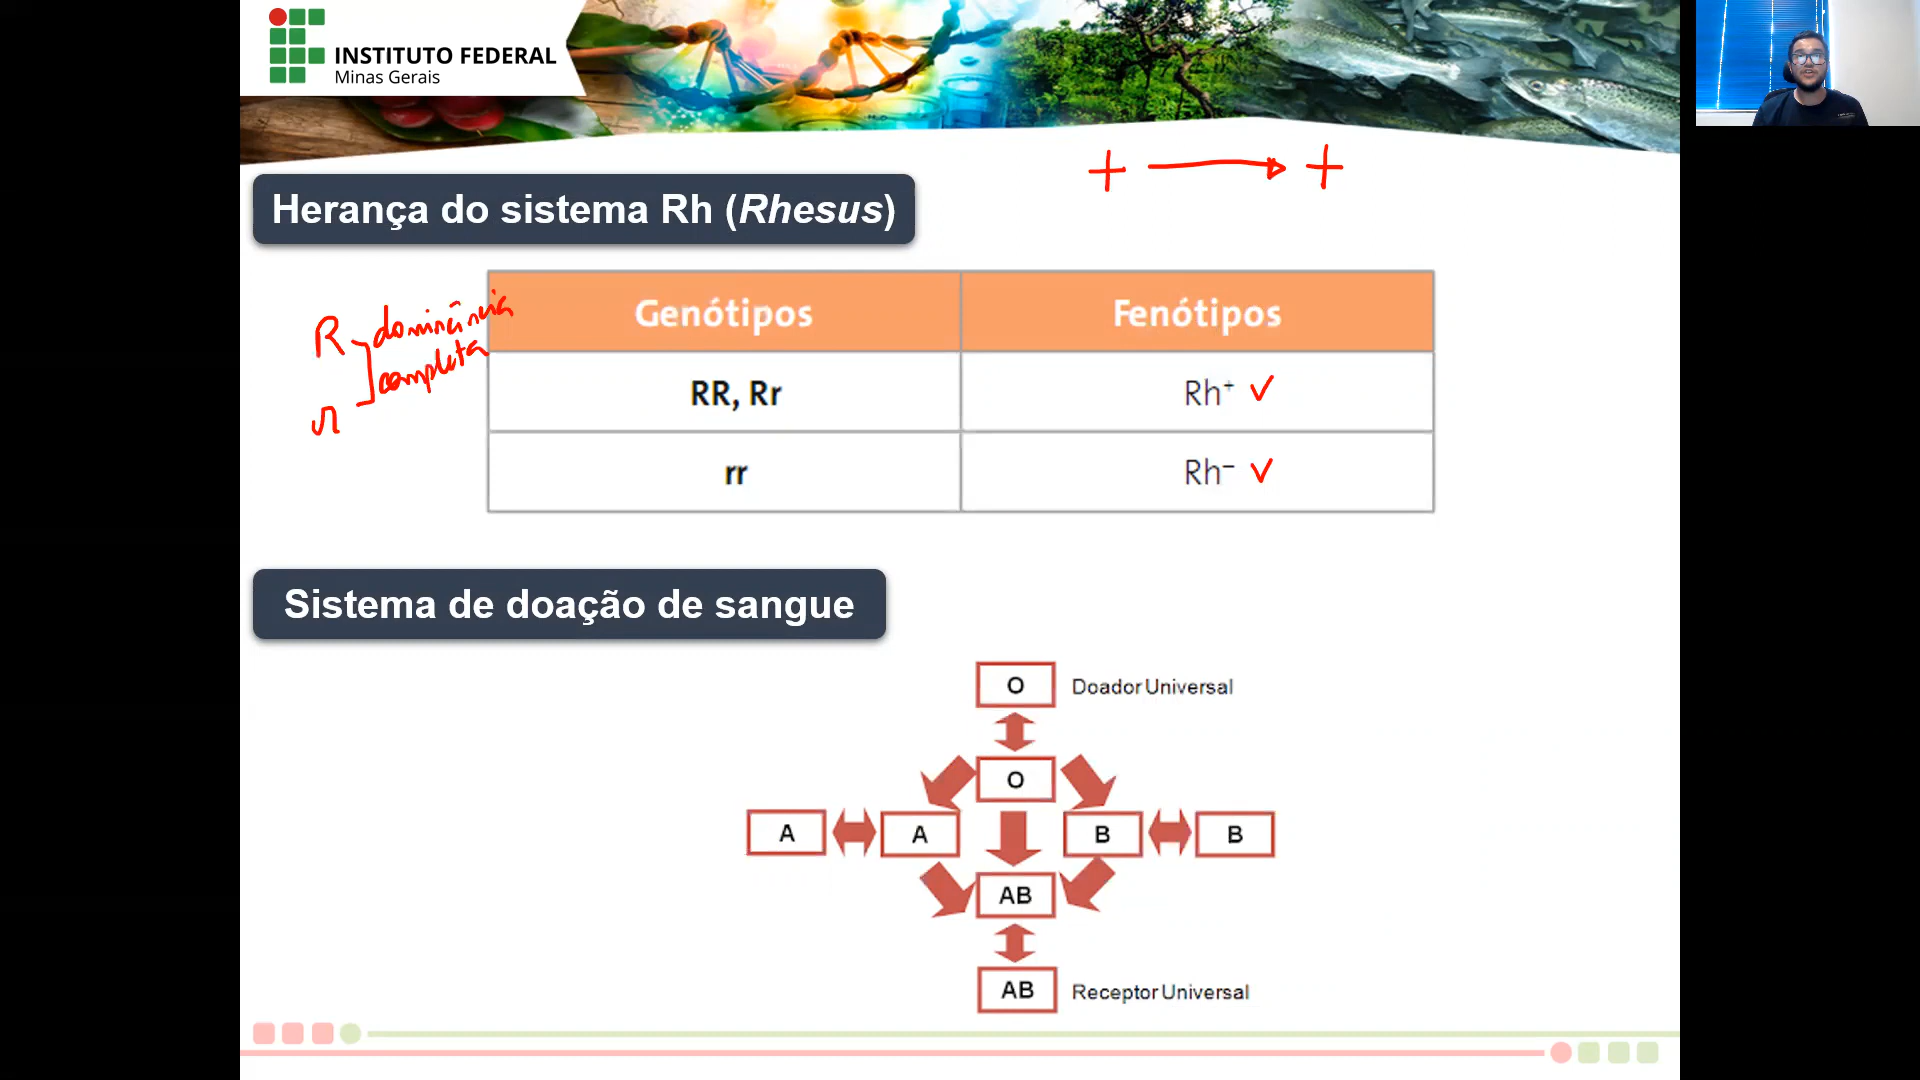 INSTITUTO FEDERAL
Minas Gerais
+ → +
Herança do sistema Rh (Rhesus)
R dominância
completa
r
Genótipos Fenótipos
RR, Rr Rh⁺ ✓
rr Rh⁻ ✓
Sistema de doação de sangue
O Doador Universal
O
A A B B
AB
AB Receptor Universal